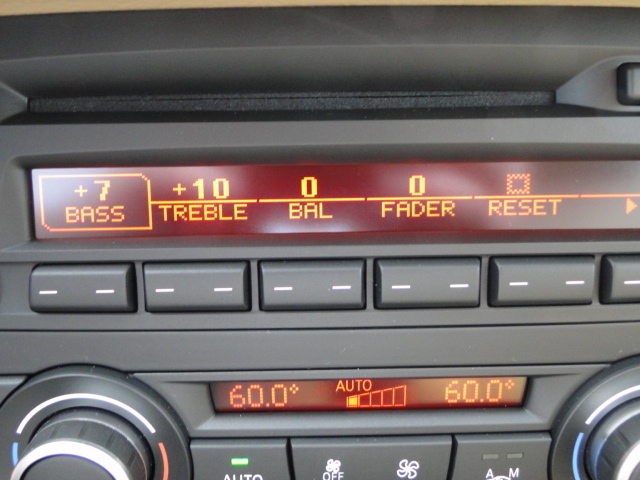 +7 +10 0 0
BASS TREBLE BAL FADER RESET
60.0° AUTO 60.0°
AUTO OFF A M